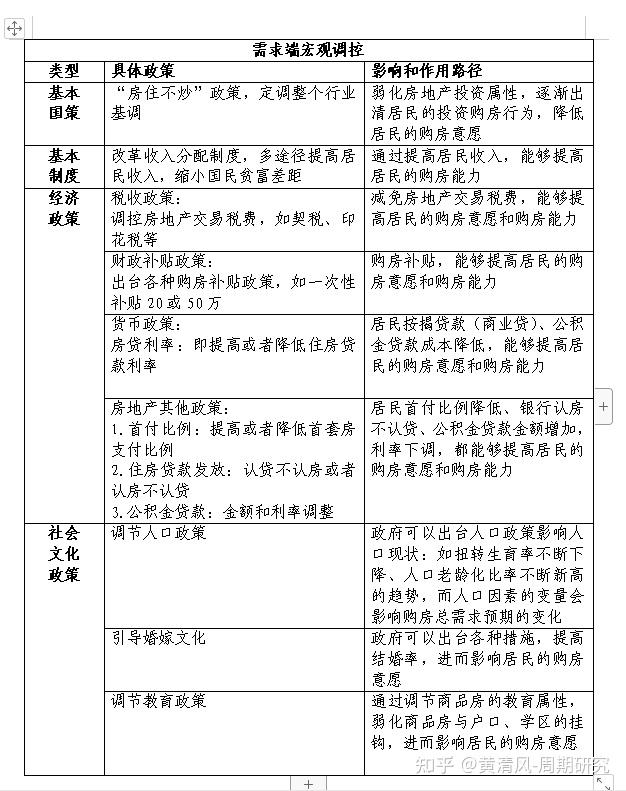 需求端宏观调控
类型 具体政策 影响和作用路径
基本
国策
“房住不炒”政策，定调整个行业
基调
弱化房地产投资属性，逐渐出
清居民的投资购房行为，降低
居民的购房意愿
基本
制度
改革收入分配制度，多途径提高居
民收入，缩小国民贫富差距
通过提高居民收入，能够提高
居民的购房能力
经济
政策
税收政策：
调控房地产交易税费，如契税、印
花税等
减免房地产交易税费，能够提
高居民的购房意愿和购房能力
财政补贴政策：
出台各种购房补贴政策，如一次性
补贴20或50万
购房补贴，能够提高居民的购
房意愿和购房能力
货币政策：
房贷利率：即提高或者降低住房贷
款利率
居民按揭贷款（商业贷）、公积
金贷款成本降低，能够提高居
民的购房意愿和购房能力
房地产其他政策：
1.首付比例：提高或者降低首套房
支付比例
2.住房贷款发放：认贷不认房或者
认房不认贷
3.公积金贷款：金额和利率调整
居民首付比例降低、银行认房
不认贷、公积金贷款金额增加，
利率下调，都能够提高居民的
购房意愿和购房能力
社会
文化
政策
调节人口政策
政府可以出台人口政策影响人
口现状：如扭转生育率不断下
降、人口老龄化比率不断新高
的趋势，而人口因素的变量会
影响购房总需求预期的变化
引导婚嫁文化
政府可以出台各种措施，提高
结婚率，进而影响居民的购房
意愿
调节教育政策
通过调节商品房的教育属性，
弱化商品房与户口、学区的挂
钩，进而影响居民的购房意愿
知乎 @黄清风-周期研究